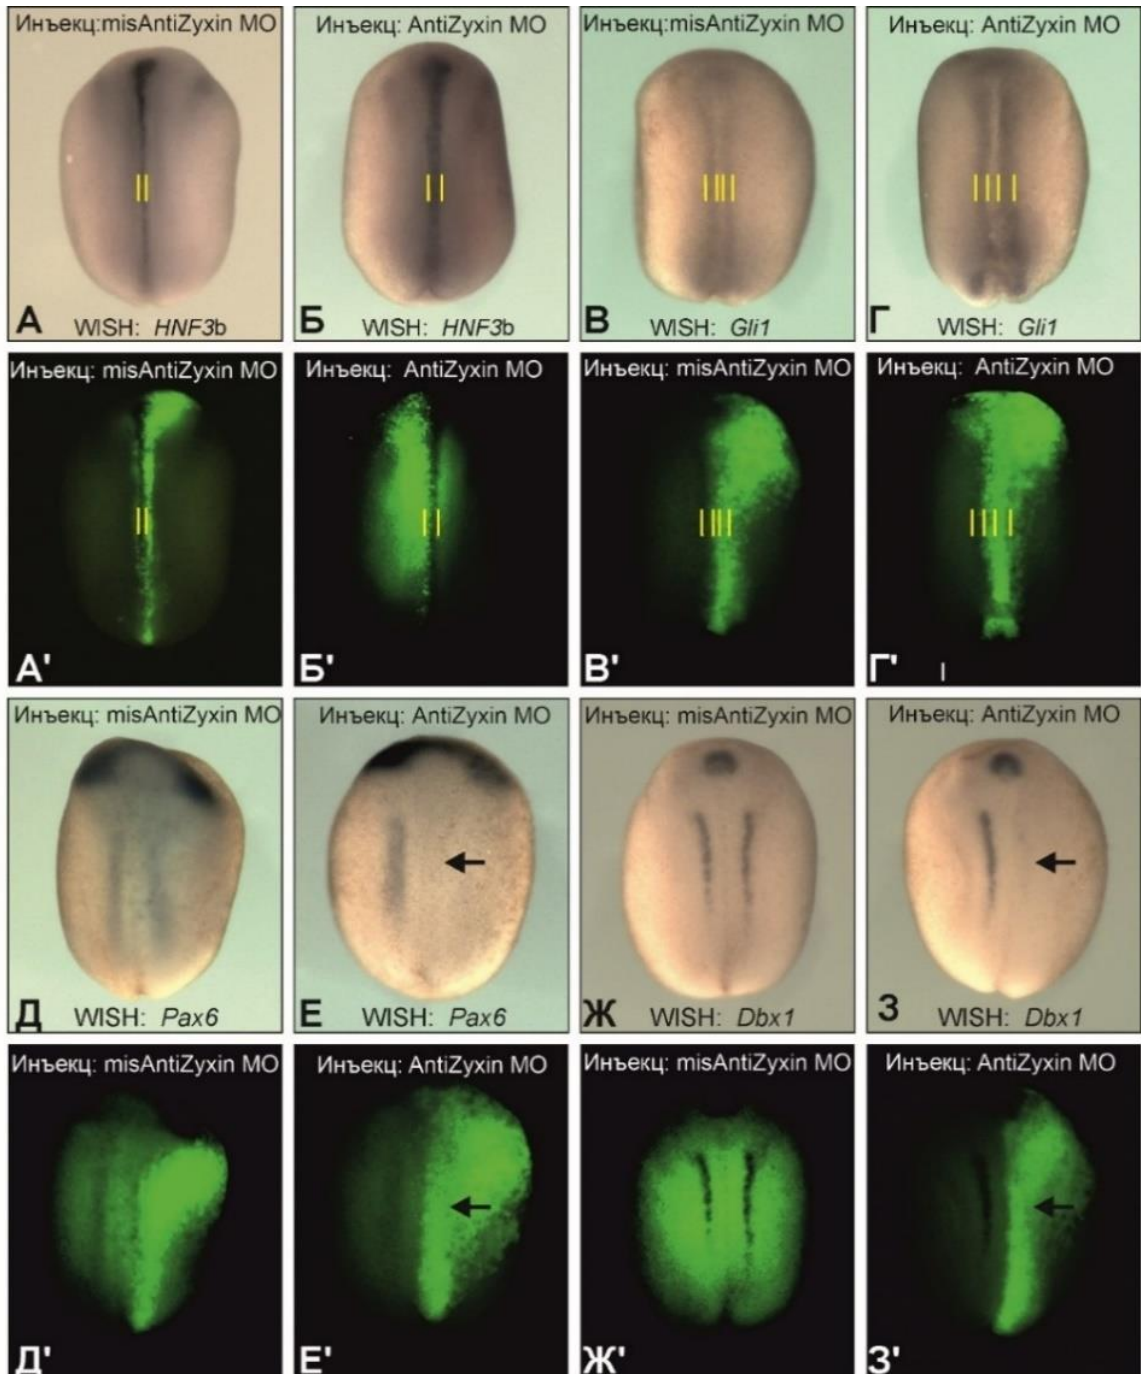 Инъекц:misAntiZyxin MO
Инъекц: AntiZyxin MO
Инъекц:misAntiZyxin MO
Инъекц: AntiZyxin MO
А WISH: HNF3b
Б WISH: HNF3b
В WISH: Gli1
Г WISH: Gli1
Инъекц: misAntiZyxin MO
Инъекц: AntiZyxin MO
Инъекц: misAntiZyxin MO
Инъекц: AntiZyxin MO
А'
Б'
В'
Г'
Инъекц: misAntiZyxin MO
Инъекц: AntiZyxin MO
Инъекц: misAntiZyxin MO
Инъекц: AntiZyxin MO
Д WISH: Pax6
Е WISH: Pax6
Ж WISH: Dbx1
З WISH: Dbx1
Инъекц: misAntiZyxin MO
Инъекц: AntiZyxin MO
Инъекц: misAntiZyxin MO
Инъекц: AntiZyxin MO
Д'
Е'
Ж'
З'